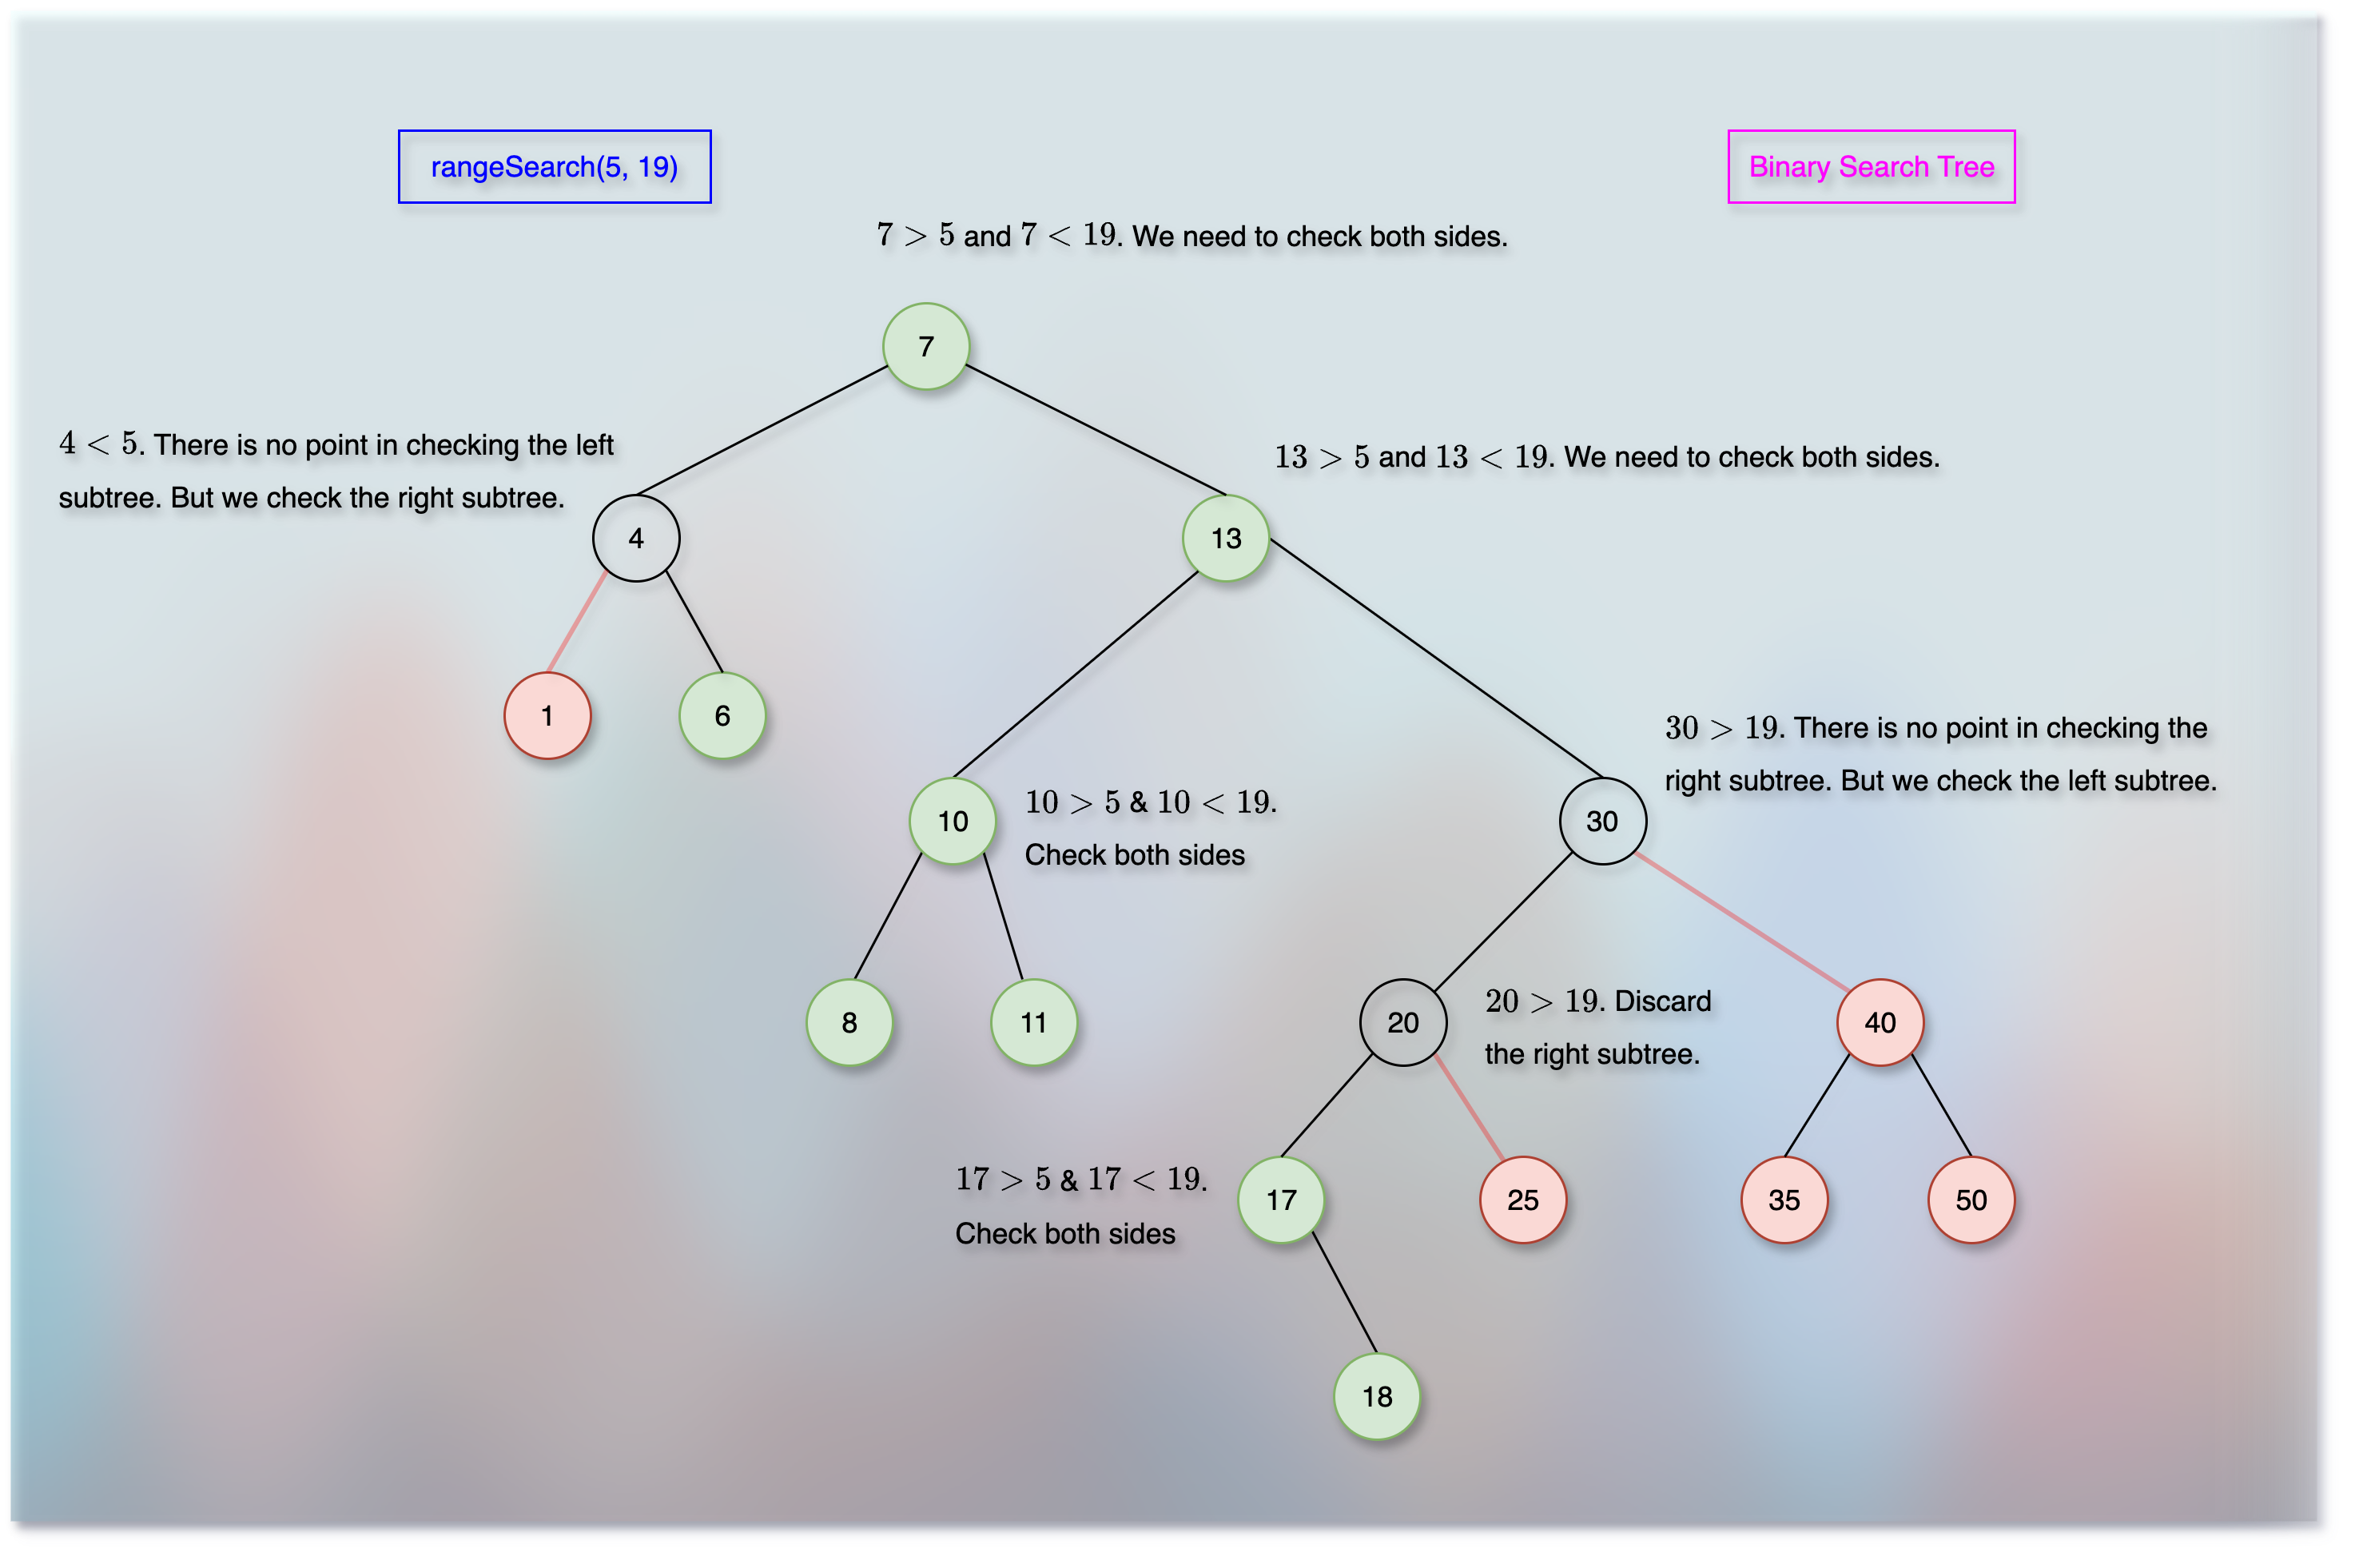 rangeSearch(5, 19)
Binary Search Tree
7 > 5 and 7 < 19. We need to check both sides.
7
4 < 5. There is no point in checking the left
subtree. But we check the right subtree.
13 > 5 and 13 < 19. We need to check both sides.
4
13
1
6
30 > 19. There is no point in checking the
right subtree. But we check the left subtree.
10
10 > 5 & 10 < 19.
Check both sides
30
8
11
20
20 > 19. Discard
the right subtree.
40
17 > 5 & 17 < 19.
Check both sides
17
25
35
50
18